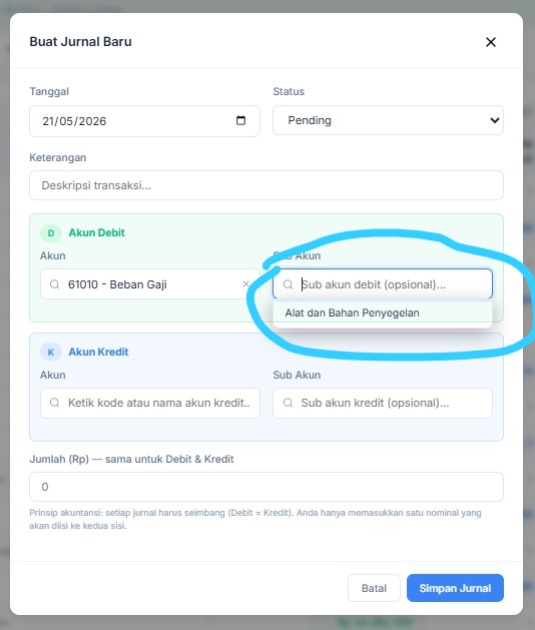 Buat Jurnal Baru
Tanggal
Status
21/05/2026
Pending
Keterangan
Deskripsi transaksi...
D Akun Debit
Akun
Sub Akun
61010 - Beban Gaji
Sub akun debit (opsional)...
Alat dan Bahan Penyegelan
K Akun Kredit
Akun
Sub Akun
Ketik kode atau nama akun kredit..
Sub akun kredit (opsional)...
Jumlah (Rp) — sama untuk Debit & Kredit
0
Prinsip akuntansi: setiap jurnal harus seimbang (Debit = Kredit). Anda hanya memasukkan satu nominal yang
akan diisi ke kedua sisi.
Batal
Simpan Jurnal